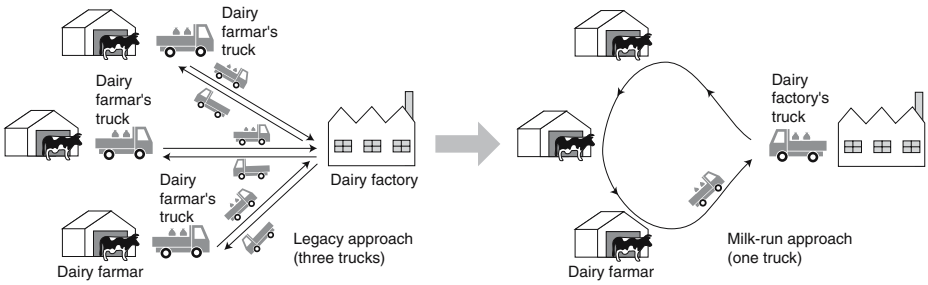 Dairy
farmar's
truck
Dairy
farmar's
truck
Dairy
farmar's
truck
Dairy factory
Legacy approach
(three trucks)
Dairy farmar
Dairy
factory's
truck
Milk-run approach
(one truck)
Dairy farmar